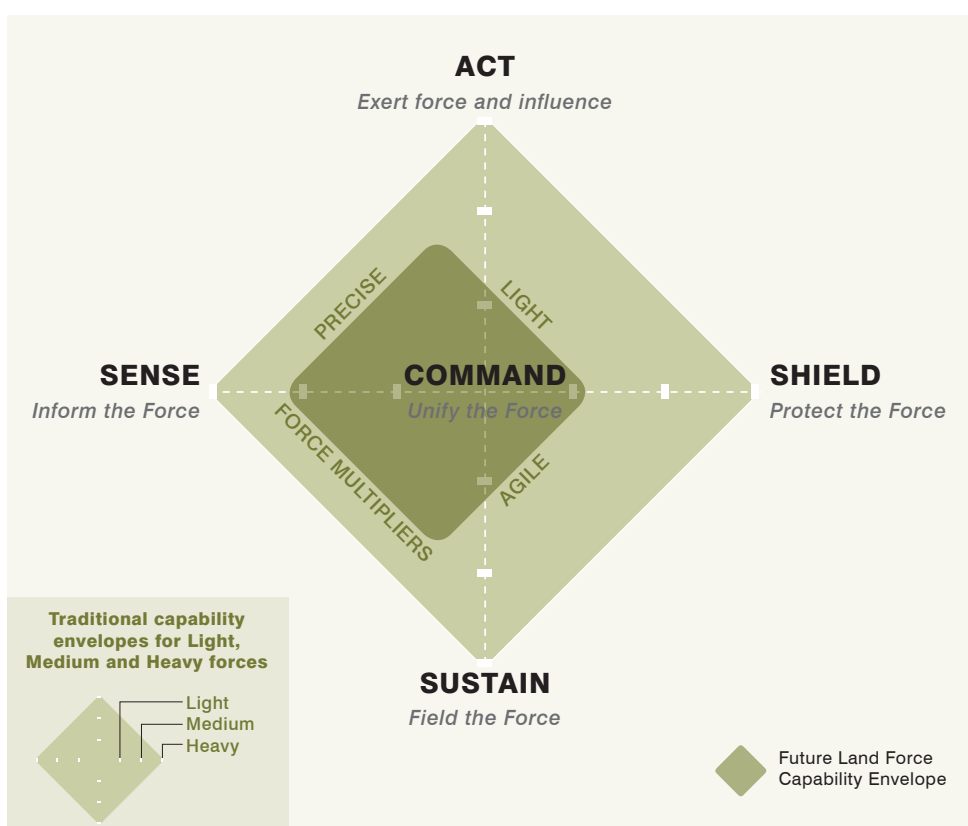 ACT
Exert force and influence
PRECISE
LIGHT
SENSE
Inform the Force
COMMAND
Unify the Force
SHIELD
Protect the Force
FORCE MULTIPLIERS
AGILE
SUSTAIN
Field the Force
Traditional capability
envelopes for Light,
Medium and Heavy forces
Light
Medium
Heavy
Future Land Force
Capability Envelope